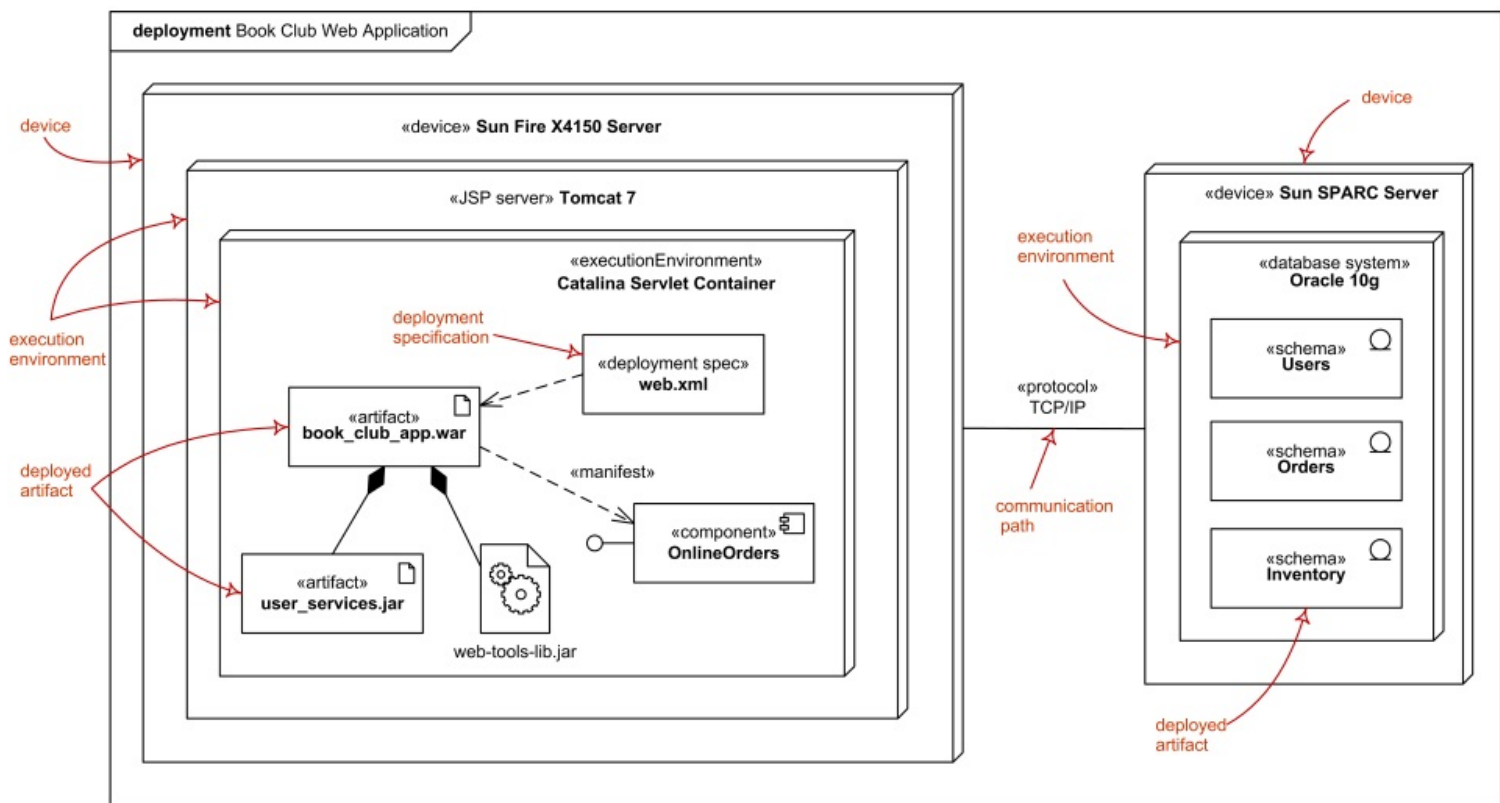 deployment Book Club Web Application
device
«device» Sun Fire X4150 Server
«JSP server» Tomcat 7
«executionEnvironment»
Catalina Servlet Container
execution
environment
deployment
specification
«deployment spec»
web.xml
«artifact»
book_club_app.war
«manifest»
deployed
artifact
«component»
OnlineOrders
«artifact»
user_services.jar
web-tools-lib.jar
«protocol»
TCP/IP
communication
path
device
«device» Sun SPARC Server
execution
environment
«database system»
Oracle 10g
«schema»
Users
«schema»
Orders
«schema»
Inventory
deployed
artifact